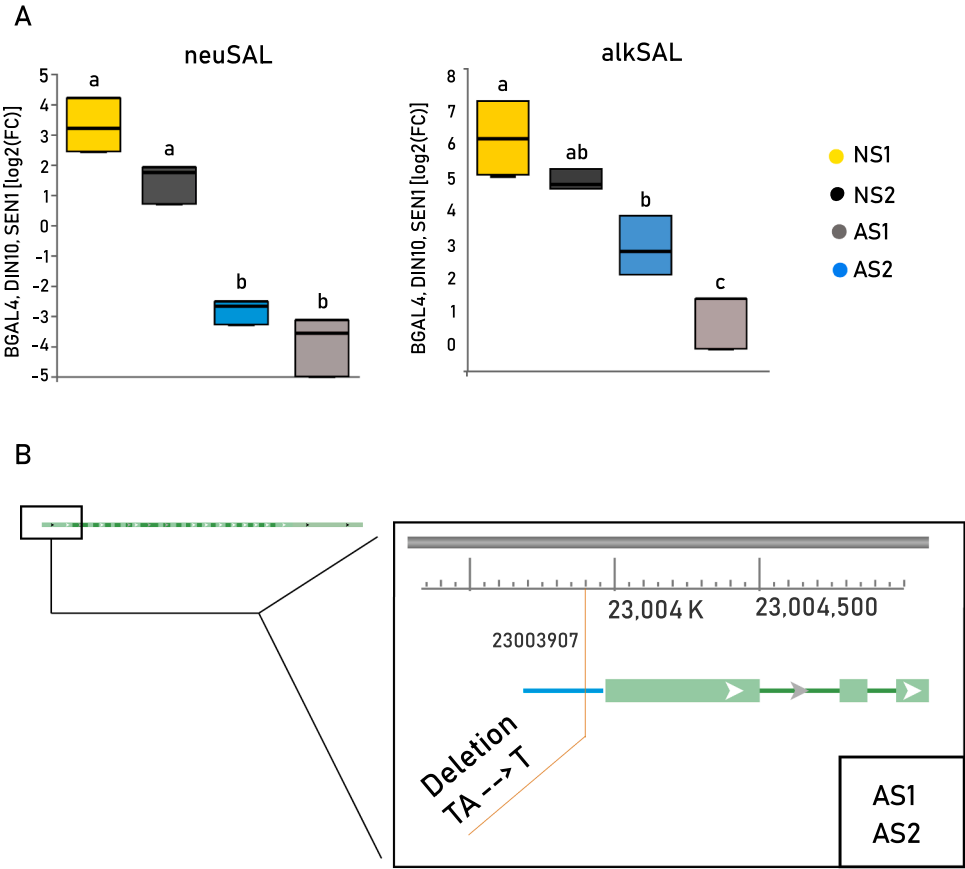 A
neuSAL
BGAL4, DIN10, SEN1 [log2(FC)]
5
4
3
2
1
0
-1
-2
-3
-4
-5
a
a
b
b
alkSAL
BGAL4, DIN10, SEN1 [log2(FC)]
8
7
6
5
4
3
2
1
0
a
ab
b
c
NS1
NS2
AS1
AS2
B
23,004 K
23,004,500
23003907
Deletion
TA --> T
AS1
AS2